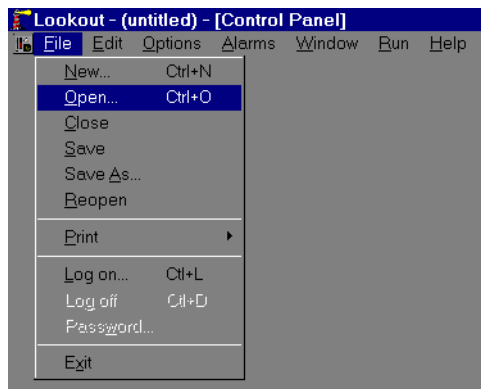 Lookout - (untitled) - [Control Panel]
File Edit Options Alarms Window Run Help
New... Ctrl+N
Open... Ctrl+O
Close
Save
Save As...
Reopen
Print
Log on... Ctl+L
Log off Ctl+D
Password...
Exit